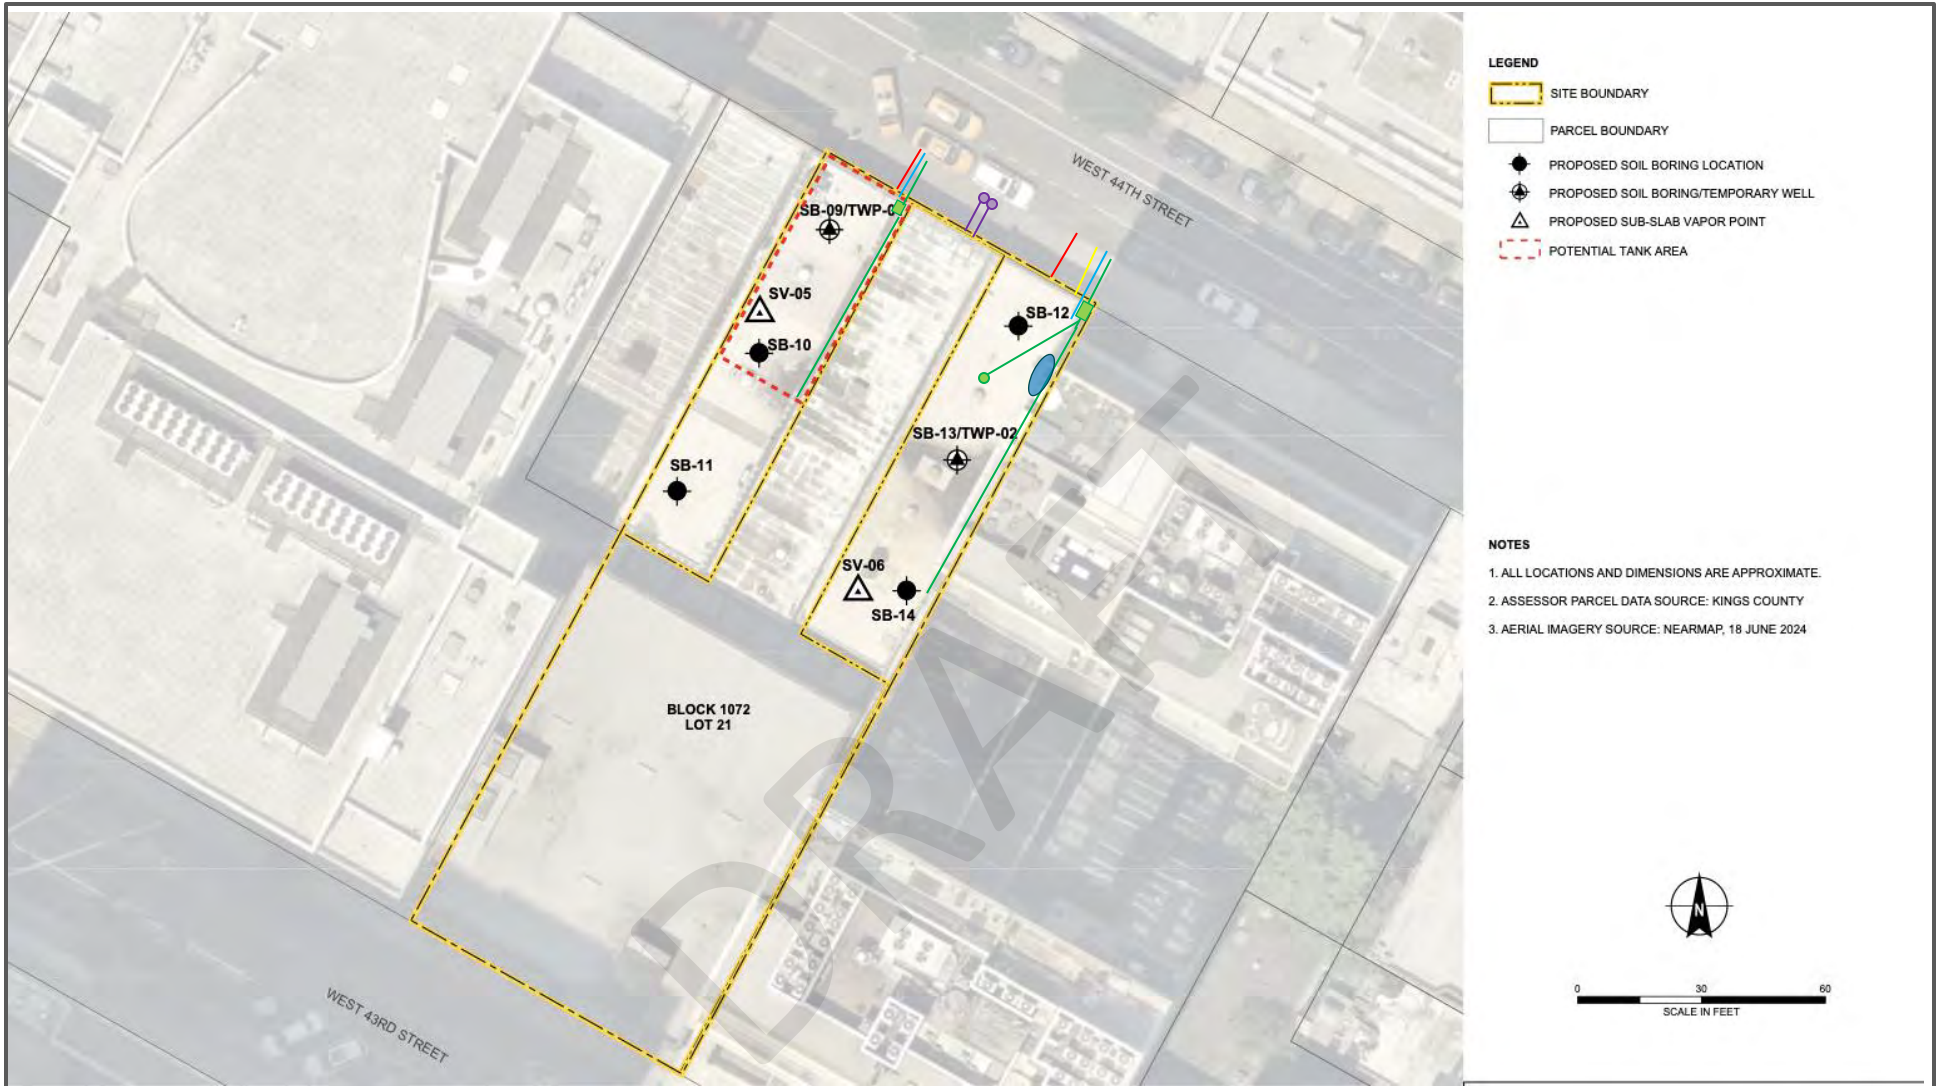 WEST 44TH STREET
SB-09/TWP-0
SV-05
SB-10
SB-12
SB-13/TWP-02
SB-11
SV-06
SB-14
BLOCK 1072
LOT 21
WEST 43RD STREET
DRAFT
LEGEND
SITE BOUNDARY
PARCEL BOUNDARY
PROPOSED SOIL BORING LOCATION
PROPOSED SOIL BORING/TEMPORARY WELL
PROPOSED SUB-SLAB VAPOR POINT
POTENTIAL TANK AREA
NOTES
1. ALL LOCATIONS AND DIMENSIONS ARE APPROXIMATE.
2. ASSESSOR PARCEL DATA SOURCE: KINGS COUNTY
3. AERIAL IMAGERY SOURCE: NEARMAP, 18 JUNE 2024
N
0 30 60
SCALE IN FEET